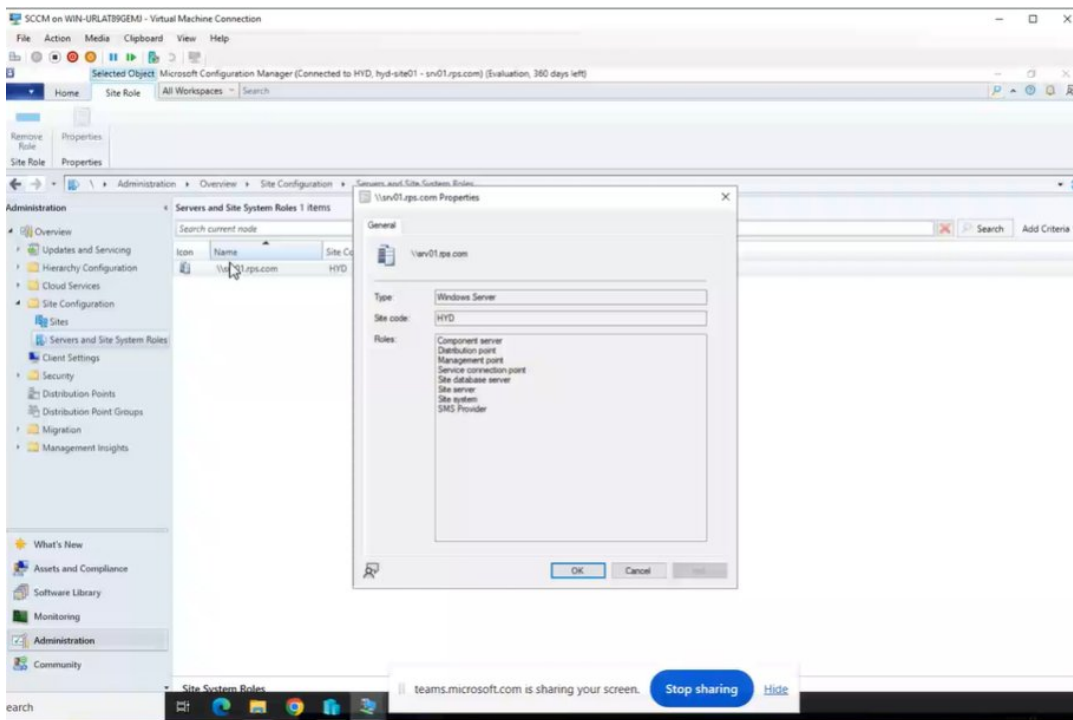 SCCM on WIN-URLAT89GEMJ - Virtual Machine Connection
File Action Media Clipboard View Help
Selected Object Microsoft Configuration Manager (Connected to HYD, hyd-site01 - srv01.rps.com) (Evaluation, 360 days left)
Home Site Role All Workspaces Search
Remove Role
Properties
Site Role Properties
\ Administration Overview Site Configuration Servers and Site System Roles
Administration
Overview
Updates and Servicing
Hierarchy Configuration
Cloud Services
Site Configuration
Sites
Servers and Site System Roles
Client Settings
Security
Distribution Points
Distribution Point Groups
Migration
Management Insights
What's New
Assets and Compliance
Software Library
Monitoring
Administration
Community
Servers and Site System Roles 1 items
Search current node
Search Add Criteria
Icon Name Site Co
HYD
\\srv01.rps.com Properties
General
\\srv01.rps.com
Type: Windows Server
Site code: HYD
Roles: Component server
Distribution point
Management point
Service connection point
Site database server
Site server
Site system
SMS Provider
OK Cancel
Site System Roles
teams.microsoft.com is sharing your screen. Stop sharing Hide
earch